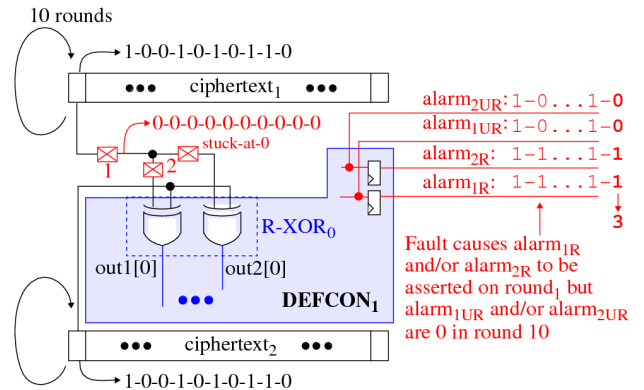 10 rounds
1-0-0-1-0-1-0-1-1-0
ciphertext1
0-0-0-0-0-0-0-0-0-0
stuck-at-0
1
2
alarm2UR: 1-0...1-0
alarm1UR: 1-0...1-0
alarm2R: 1-1...1-1
alarm1R: 1-1...1-1
3
R-XOR0
out1[0]
out2[0]
DEFCON1
Fault causes alarm1R
and/or alarm2R to be
asserted on round1 but
alarm1UR and/or alarm2UR
are 0 in round 10
ciphertext2
1-0-0-1-0-1-0-1-1-0